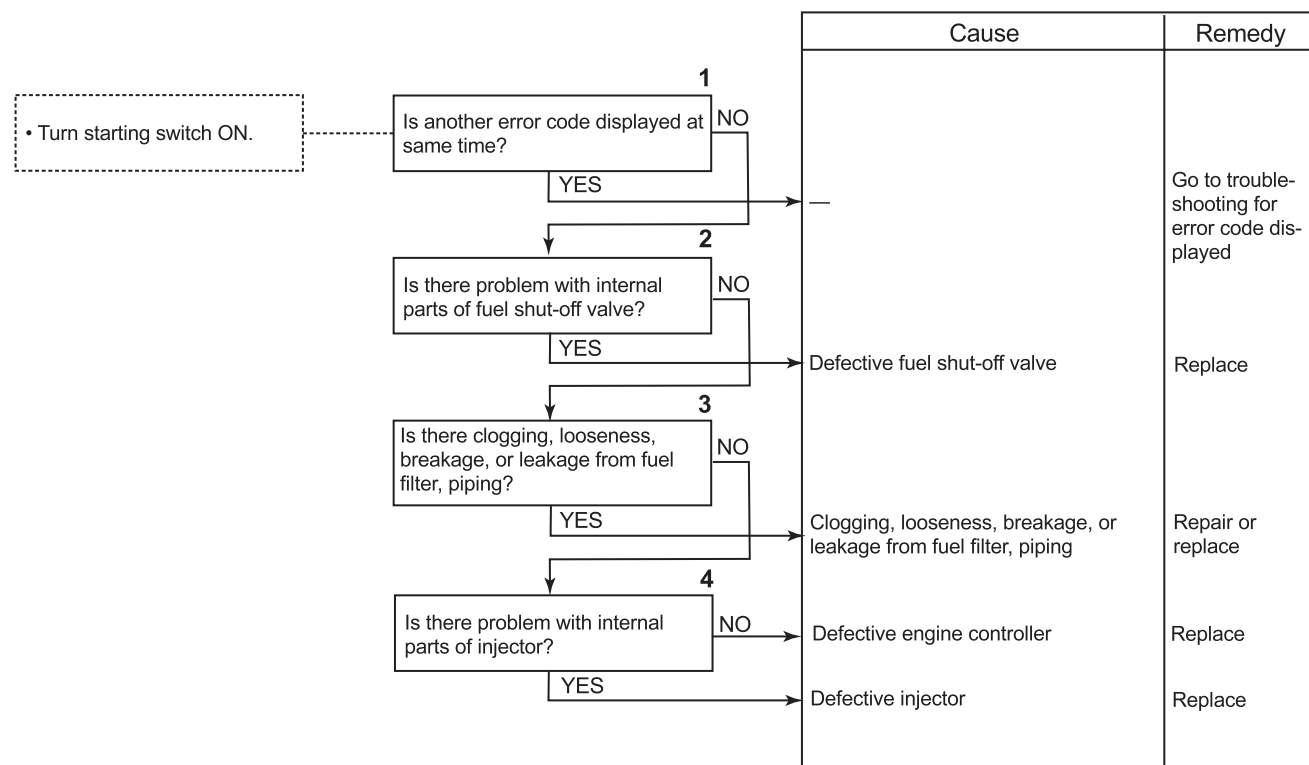 Cause
Remedy
1
• Turn starting switch ON.
Is another error code displayed at
same time?
NO
YES
—
Go to trouble-
shooting for
error code dis-
played
2
Is there problem with internal
parts of fuel shut-off valve?
NO
YES
Defective fuel shut-off valve
Replace
3
Is there clogging, looseness,
breakage, or leakage from fuel
filter, piping?
NO
YES
Clogging, looseness, breakage, or
leakage from fuel filter, piping
Repair or
replace
4
Is there problem with internal
parts of injector?
NO
Defective engine controller
Replace
YES
Defective injector
Replace